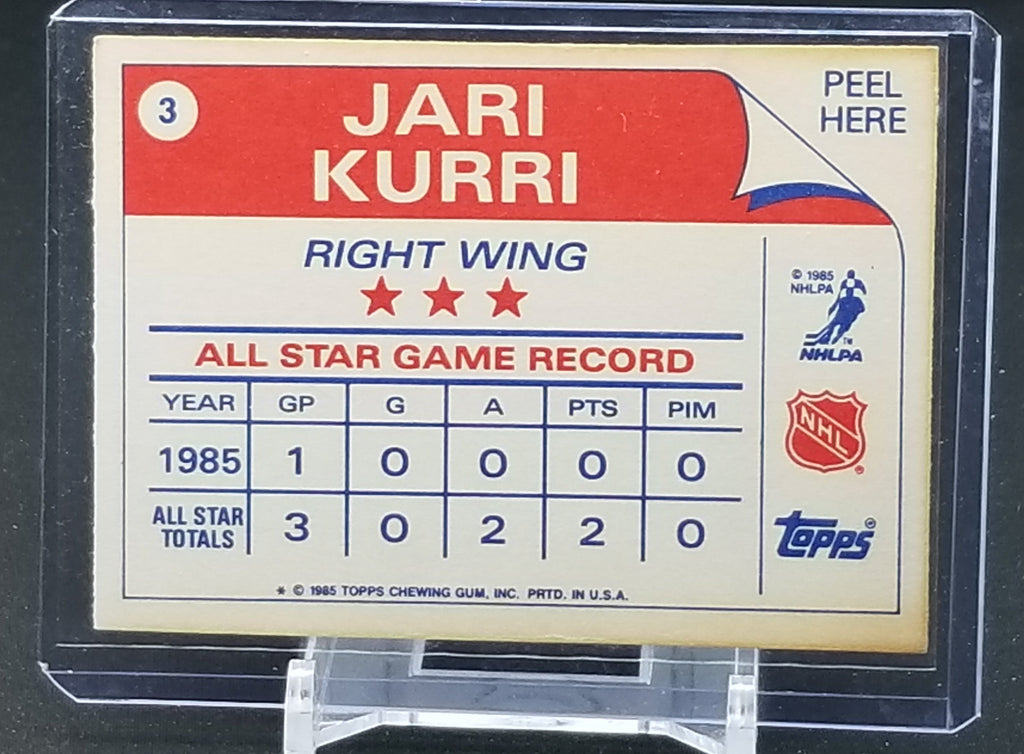 3
JARI
KURRI
PEEL
HERE
RIGHT WING
ALL STAR GAME RECORD
YEAR GP G A PTS PIM
1985 1 0 0 0 0
ALL STAR
TOTALS 3 0 2 2 0
* © 1985 TOPPS CHEWING GUM, INC. PRTD. IN U.S.A.
© 1985
NHLPA
TM
NHLPA
NHL ®
TOPPS ®